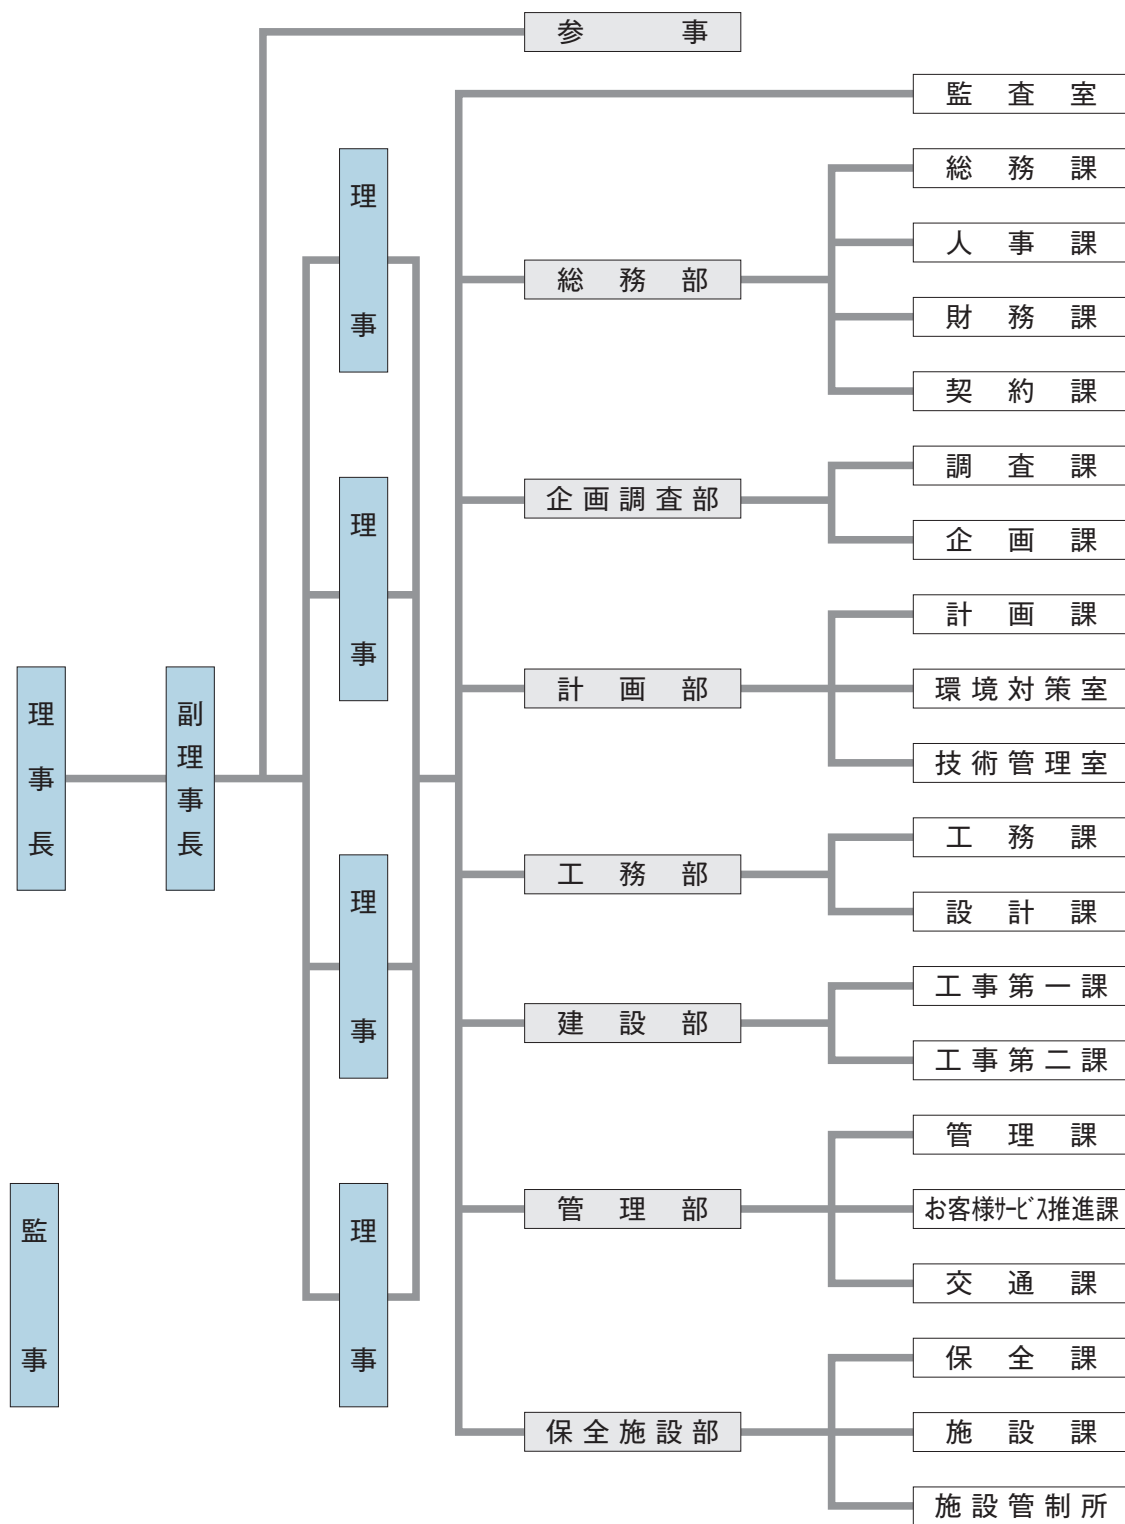 理事長
副理事長
監事
理事
理事
理事
理事
参事
監査室
総務部
総務課
人事課
財務課
契約課
企画調査部
調査課
企画課
計画部
計画課
環境対策室
技術管理室
工務部
工務課
設計課
建設部
工事第一課
工事第二課
管理部
管理課
お客様サービス推進課
交通課
保全施設部
保全課
施設課
施設管制所